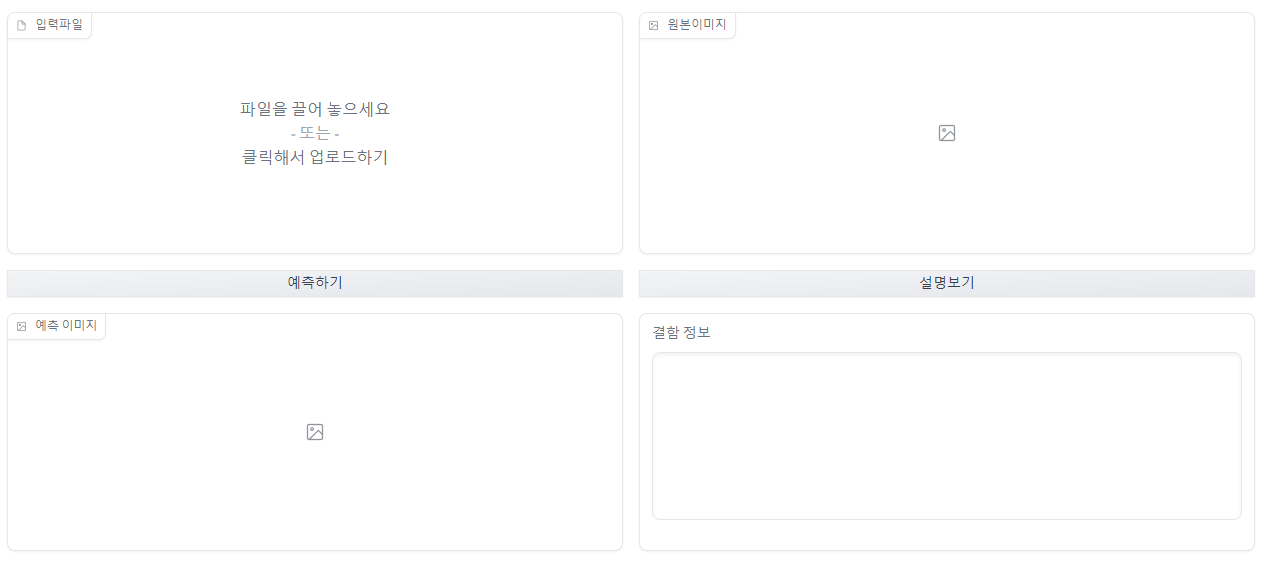 입력파일
원본이미지
파일을 끌어 놓으세요
- 또는 -
클릭해서 업로드하기
예측하기
설명보기
예측 이미지
결함 정보